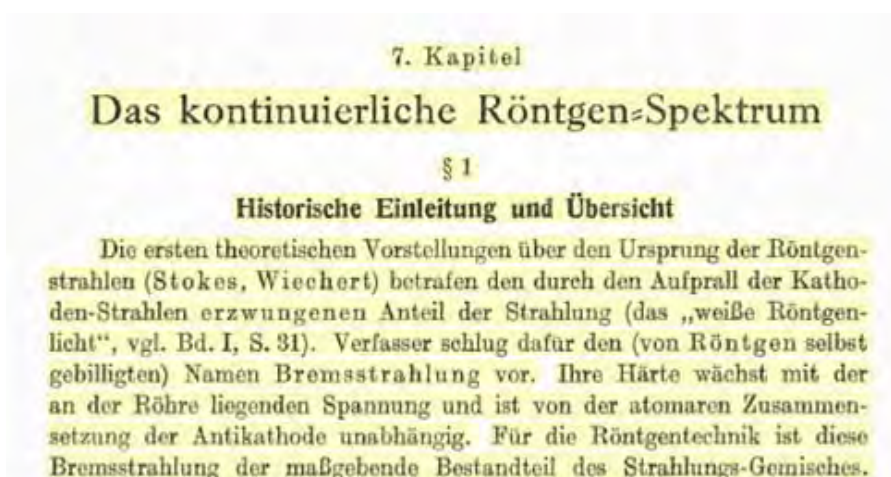 7. Kapitel
Das kontinuierliche Röntgen-Spektrum
§ 1
Historische Einleitung und Übersicht
Die ersten theoretischen Vorstellungen über den Ursprung der Röntgen-
strahlen (Stokes, Wiechert) betrafen den durch den Aufprall der Katho-
den-Strahlen erzwungenen Anteil der Strahlung (das „weiße Röntgen-
licht“, vgl. Bd. I, S. 31). Verfasser schlug dafür den (von Röntgen selbst
gebilligten) Namen Bremsstrahlung vor. Ihre Härte wächst mit der
an der Röhre liegenden Spannung und ist von der atomaren Zusammen-
setzung der Antikathode unabhängig. Für die Röntgentechnik ist diese
Bremsstrahlung der maßgebende Bestandteil des Strahlungs-Gemisches.